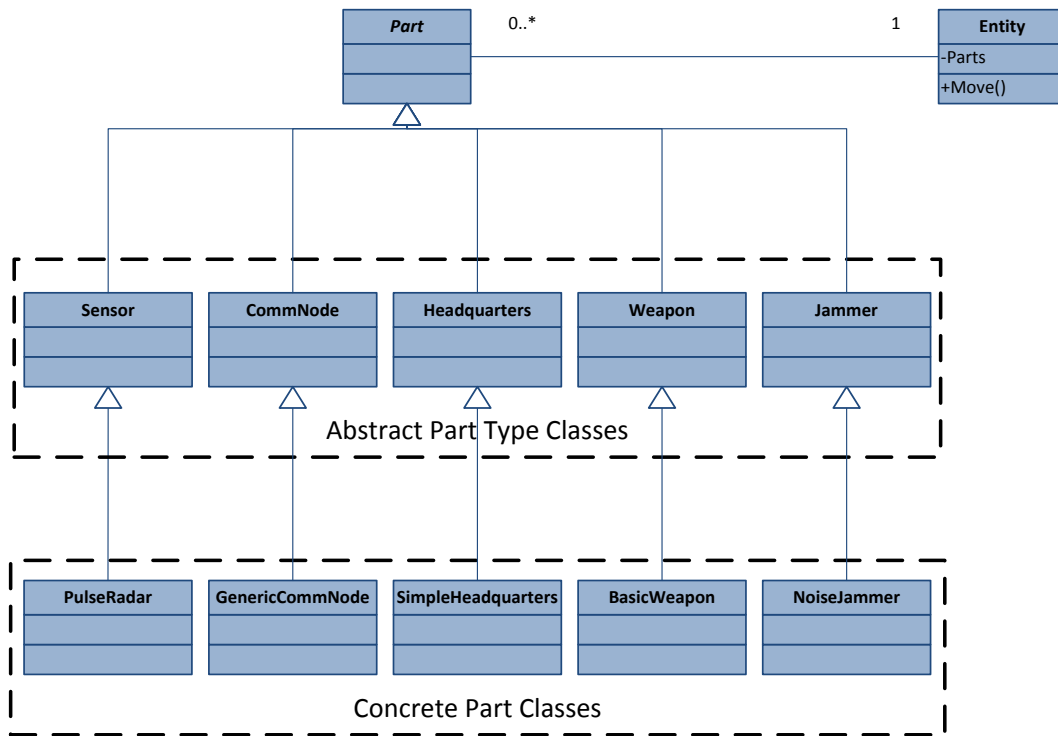 Part
0..*
1
Entity
-Parts
+Move()
Sensor
CommNode
Headquarters
Weapon
Jammer
Abstract Part Type Classes
PulseRadar
GenericCommNode
SimpleHeadquarters
BasicWeapon
NoiseJammer
Concrete Part Classes